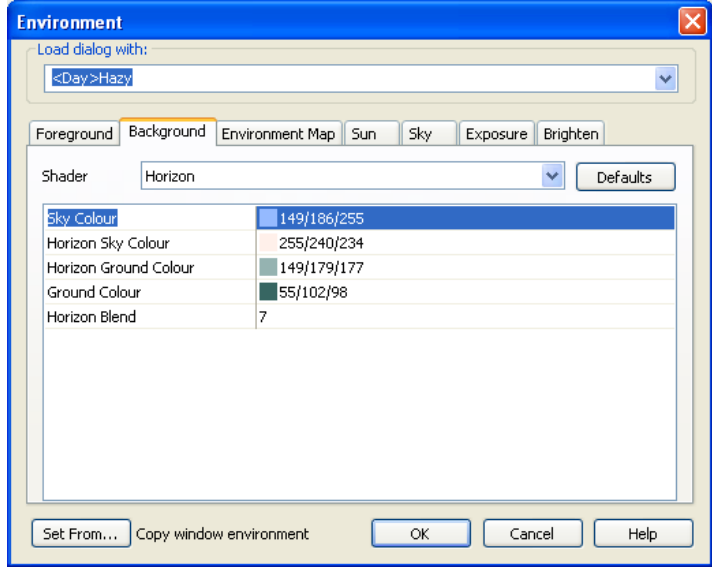 Environment
Load dialog with:
<Day>Hazy
Foreground Background Environment Map Sun Sky Exposure Brighten
Shader Horizon Defaults
Sky Colour 149/186/255
Horizon Sky Colour 255/240/234
Horizon Ground Colour 149/179/177
Ground Colour 55/102/98
Horizon Blend 7
Set From... Copy window environment OK Cancel Help